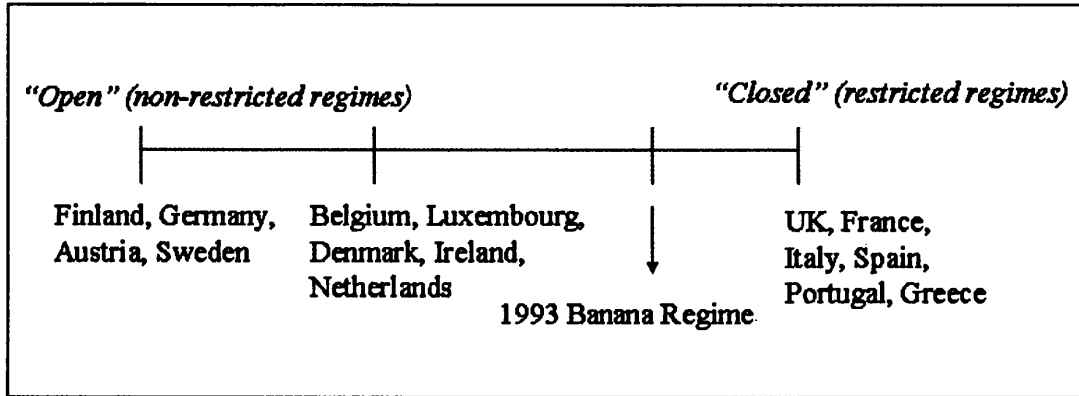 "Open" (non-restricted regimes)
"Closed" (restricted regimes)
Finland, Germany,
Austria, Sweden
Belgium, Luxembourg,
Denmark, Ireland,
Netherlands
1993 Banana Regime
UK, France,
Italy, Spain,
Portugal, Greece